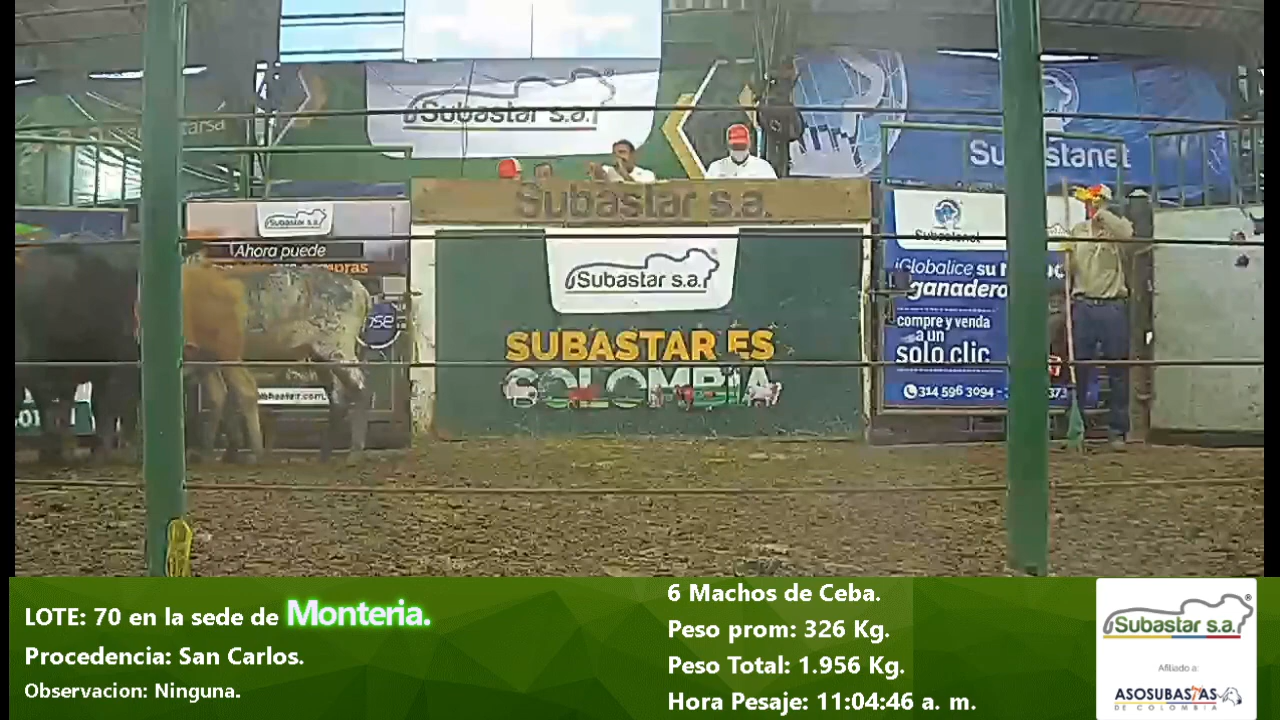 Subastar s.a.
Subastar s.a.
Subastar s.a.
Ahora puede
Subastar s.a.
SUBASTAR ES
COLOMBIA
Subastanet
¡Globalice su
ganadero
compre y venda
a un
solo clic
314 596 3094 -
LOTE: 70 en la sede de Monteria.
Procedencia: San Carlos.
Observacion: Ninguna.
6 Machos de Ceba.
Peso prom: 326 Kg.
Peso Total: 1.956 Kg.
Hora Pesaje: 11:04:46 a. m.
Subastar s.a.
Afiliado a:
ASOSUBASTAS
DE COLOMBIA